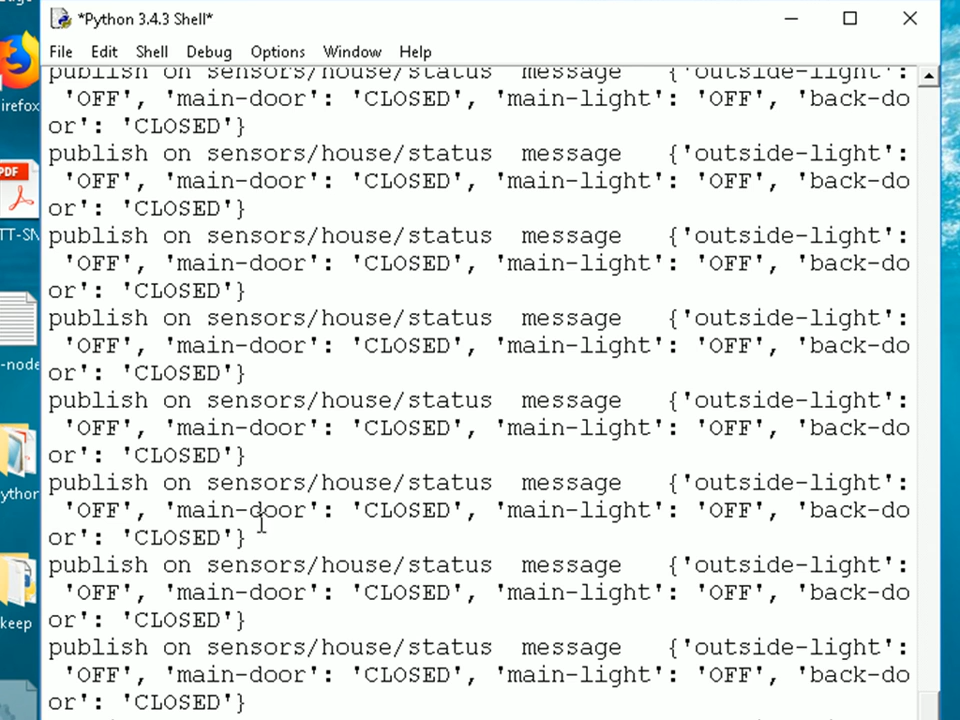 *Python 3.4.3 Shell*
File Edit Shell Debug Options Window Help
publish on sensors/house/status  message   {'outside-light':
 'OFF', 'main-door': 'CLOSED', 'main-light': 'OFF', 'back-do
or': 'CLOSED'}
publish on sensors/house/status  message   {'outside-light':
 'OFF', 'main-door': 'CLOSED', 'main-light': 'OFF', 'back-do
or': 'CLOSED'}
publish on sensors/house/status  message   {'outside-light':
 'OFF', 'main-door': 'CLOSED', 'main-light': 'OFF', 'back-do
or': 'CLOSED'}
publish on sensors/house/status  message   {'outside-light':
 'OFF', 'main-door': 'CLOSED', 'main-light': 'OFF', 'back-do
or': 'CLOSED'}
publish on sensors/house/status  message   {'outside-light':
 'OFF', 'main-door': 'CLOSED', 'main-light': 'OFF', 'back-do
or': 'CLOSED'}
publish on sensors/house/status  message   {'outside-light':
 'OFF', 'main-door': 'CLOSED', 'main-light': 'OFF', 'back-do
or': 'CLOSED'}
publish on sensors/house/status  message   {'outside-light':
 'OFF', 'main-door': 'CLOSED', 'main-light': 'OFF', 'back-do
or': 'CLOSED'}
publish on sensors/house/status  message   {'outside-light':
 'OFF', 'main-door': 'CLOSED', 'main-light': 'OFF', 'back-do
or': 'CLOSED'}
irefox
PDF
TT-SN
-node
ython
keep